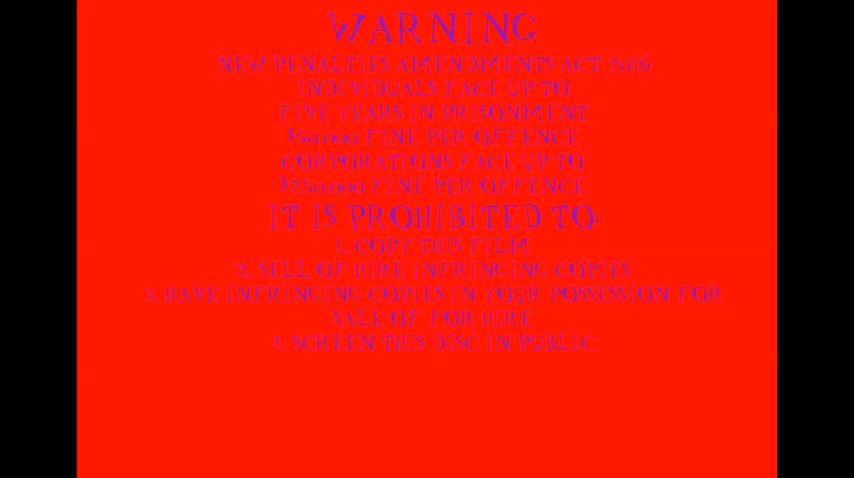 WARNING
NEW PENALTIES AMENDMENTS ACT 2016
INDIVIDUALS FACE UP TO
FIVE YEARS IN PRISONMENT
$50,000 FINE PER OFFENCE
CORPORATIONS FACE UP TO
$250,000 FINE PER OFFENCE
IT IS PROHIBITED TO:
1. COPY THIS FILM
2. SELL OF HIRE INFRINGING COPIES
3. HAVE INFRINGING COPIES IN YOUR POSSESSION FOR
SALE OF FOR HIRE
4. SCREEN THIS DISC IN PUBLIC